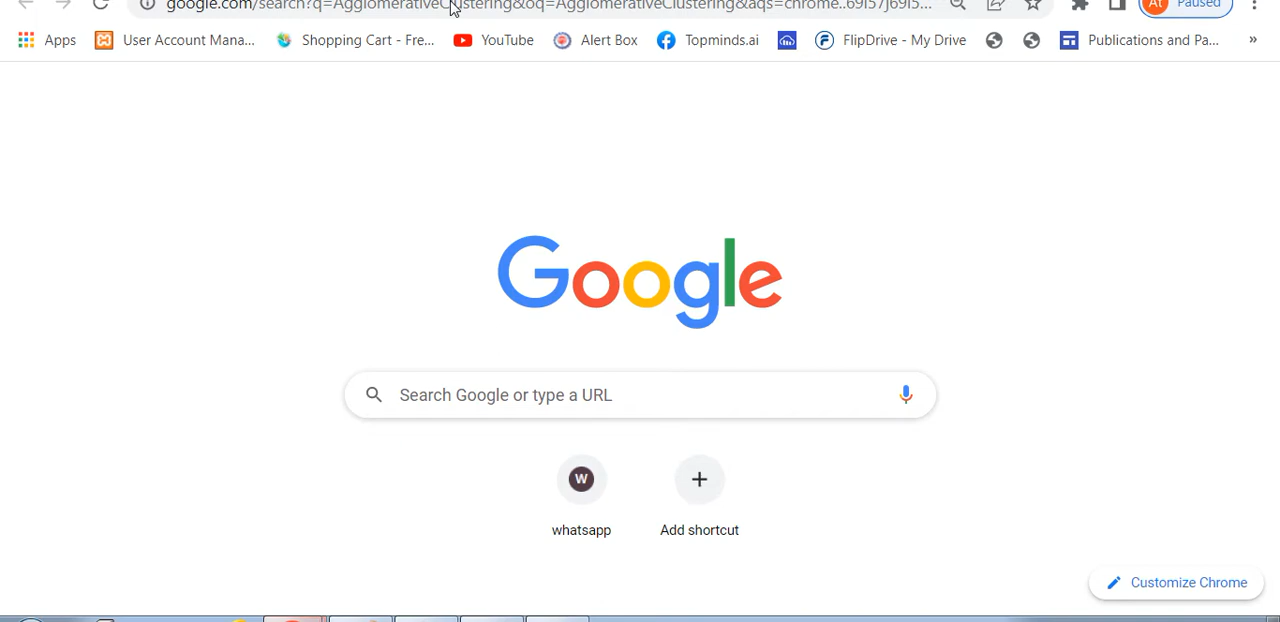 google.com/search?q=AgglomerativeClustering&oq=AgglomerativeClustering&aqs=chrome..69i57j69i5... At Paused
Apps User Account Mana... Shopping Cart - Fre... YouTube Alert Box Topminds.ai FlipDrive - My Drive Publications and Pa... »
Google
Search Google or type a URL
W
whatsapp Add shortcut
Customize Chrome